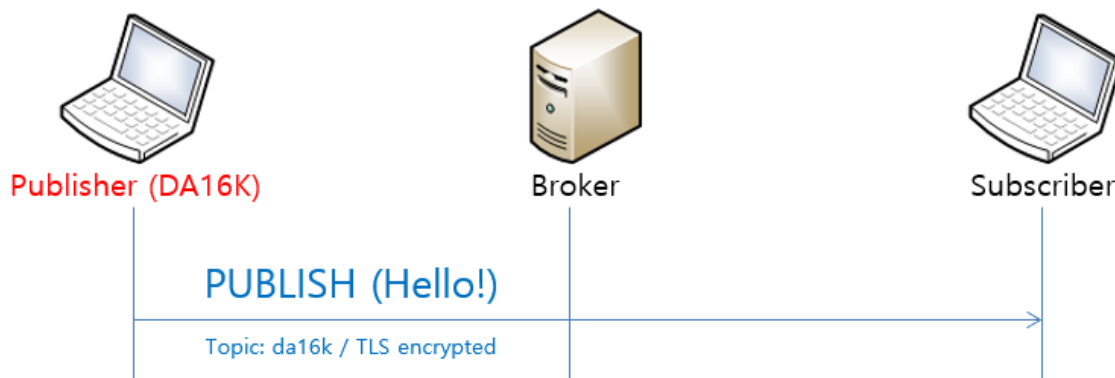 Publisher (DA16K)
Broker
Subscriber
PUBLISH (Hello!)
Topic: da16k / TLS encrypted